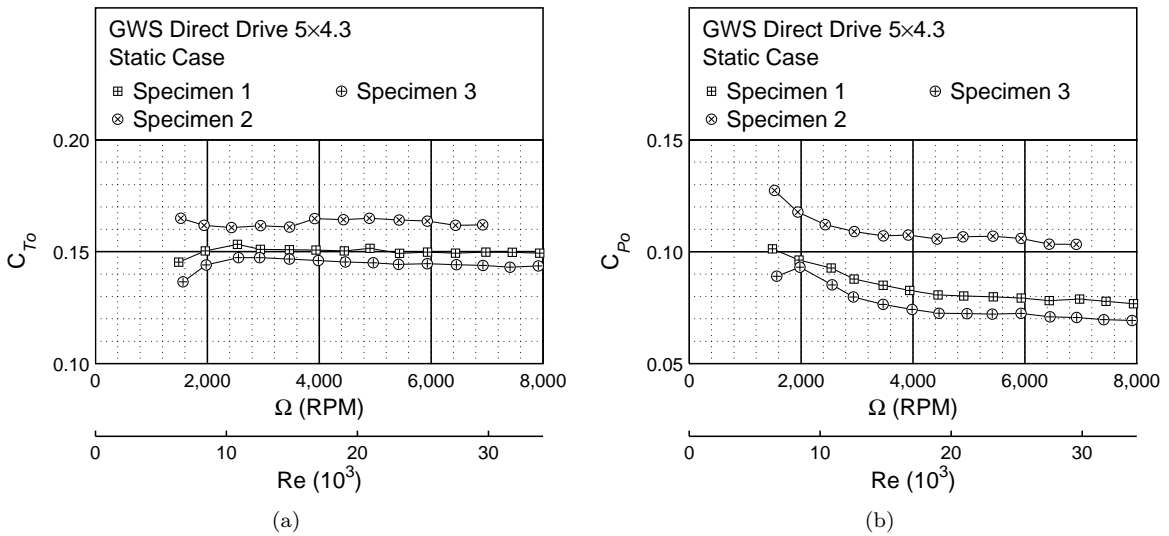 GWS Direct Drive 5×4.3
Static Case
Specimen 1
Specimen 3
Specimen 2
0.20
0.15
0.10
C_To
0
2,000
4,000
6,000
8,000
Ω (RPM)
0
10
20
30
Re (10^3)
(a)
GWS Direct Drive 5×4.3
Static Case
Specimen 1
Specimen 3
Specimen 2
0.15
0.10
0.05
C_Po
0
2,000
4,000
6,000
8,000
Ω (RPM)
0
10
20
30
Re (10^3)
(b)